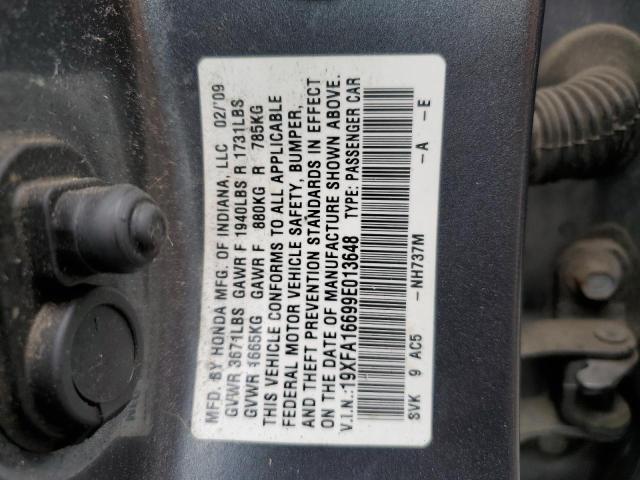 MFD. BY HONDA MFG. OF INDIANA, LLC 02/'09
GVWR 3671LBS GAWR F 1940LBS R 1731LBS
GVWR 1665KG GAWR F 880KG R 785KG
THIS VEHICLE CONFORMS TO ALL APPLICABLE
FEDERAL MOTOR VEHICLE SAFETY, BUMPER,
AND THEFT PREVENTION STANDARDS IN EFFECT
ON THE DATE OF MANUFACTURE SHOWN ABOVE.
V.I.N.:19XFA16699E013648 TYPE: PASSENGER CAR
SVK 9 AC5 -NH737M -A -E